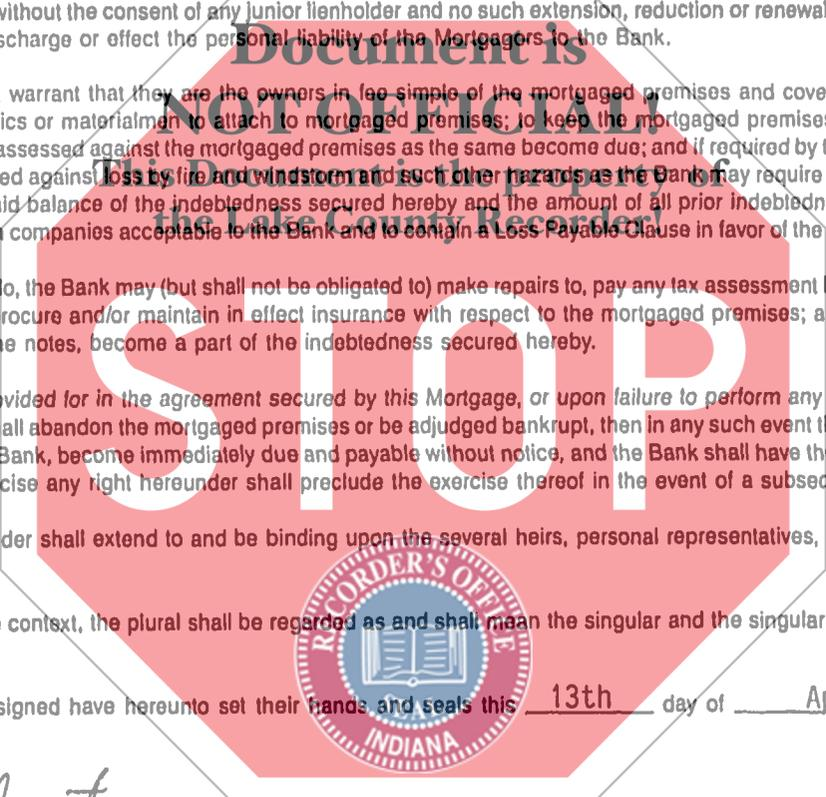 without the consent of any junior lienholder and no such extension, reduction or renewal
scharge or effect the personal liability of the Mortgagors to the Bank.
Document is
warrant that they are the owners in fee simple of the mortgaged premises and cove
NOT OFFICIAL!
ics or materialmen to attach to mortgaged premises; to keep the mortgaged premises
assessed against the mortgaged premises as the same become due; and if required by t
This Document is the property of
ed against loss by fire and windstorm and such other hazards as the Bank may require
id balance of the indebtedness secured hereby and the amount of all prior indebtedn
the Lake County Recorder!
companies acceptable to the Bank and to contain a Loss Payable Clause in favor of the
o, the Bank may (but shall not be obligated to) make repairs to, pay any tax assessment
rocure and/or maintain in effect insurance with respect to the mortgaged premises; a
e notes, become a part of the indebtedness secured hereby.
STOP
vided for in the agreement secured by this Mortgage, or upon failure to perform any
all abandon the mortgaged premises or be adjudged bankrupt, then in any such event t
Bank, become immediately due and payable without notice, and the Bank shall have th
cise any right hereunder shall preclude the exercise thereof in the event of a subseq
der shall extend to and be binding upon the several heirs, personal representatives,
RECORDER'S OFFICE
context, the plural shall be regarded as and shall mean the singular and the singular
signed have hereunto set their hands and seals this 13th day of Ap
SEAL
INDIANA